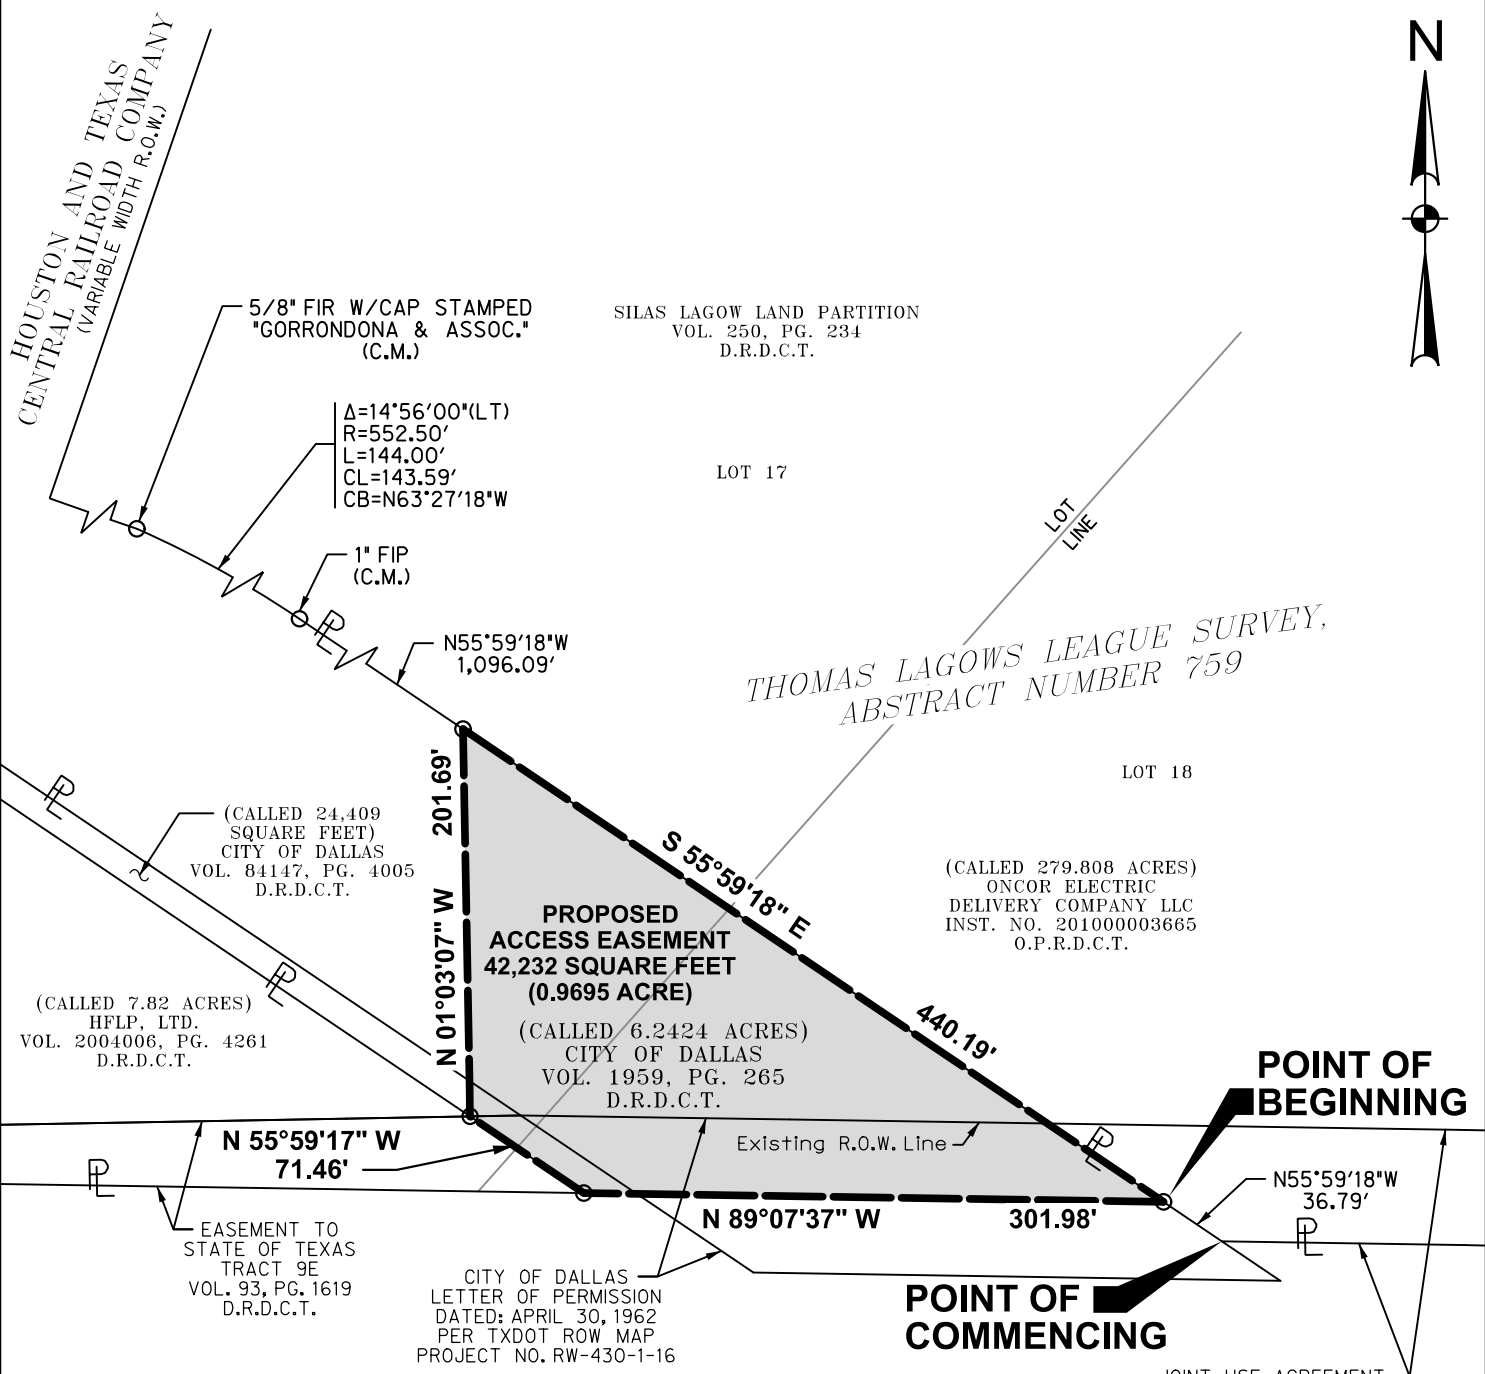 N
HOUSTON AND TEXAS
CENTRAL RAILROAD COMPANY
(VARIABLE WIDTH R.O.W.)
5/8" FIR W/CAP STAMPED
"GORRONDONA & ASSOC."
(C.M.)
SILAS LAGOW LAND PARTITION
VOL. 250, PG. 234
D.R.D.C.T.
Δ=14°56'00"(LT)
R=552.50'
L=144.00'
CL=143.59'
CB=N63°27'18"W
LOT 17
LOT
LINE
1" FIP
(C.M.)
PL
N55°59'18"W
1,096.09'
THOMAS LAGOWS LEAGUE SURVEY,
ABSTRACT NUMBER 759
LOT 18
PL
(CALLED 24,409
SQUARE FEET)
CITY OF DALLAS
VOL. 84147, PG. 4005
D.R.D.C.T.
N 01°03'07" W 201.69'
S 55°59'18" E
440.19'
(CALLED 279.808 ACRES)
ONCOR ELECTRIC
DELIVERY COMPANY LLC
INST. NO. 201000003665
O.P.R.D.C.T.
PROPOSED
ACCESS EASEMENT
42,232 SQUARE FEET
(0.9695 ACRE)
(CALLED 6.2424 ACRES)
CITY OF DALLAS
VOL. 1959, PG. 265
D.R.D.C.T.
PL
(CALLED 7.82 ACRES)
HFLP, LTD.
VOL. 2004006, PG. 4261
D.R.D.C.T.
POINT OF
BEGINNING
N 55°59'17" W
71.46'
Existing R.O.W. Line
PL
PL
N55°59'18"W
36.79'
N 89°07'37" W 301.98'
PL
EASEMENT TO
STATE OF TEXAS
TRACT 9E
VOL. 93, PG. 1619
D.R.D.C.T.
CITY OF DALLAS
LETTER OF PERMISSION
DATED: APRIL 30, 1962
PER TXDOT ROW MAP
PROJECT NO. RW-430-1-16
POINT OF
COMMENCING
JOINT USE AGREEMENT